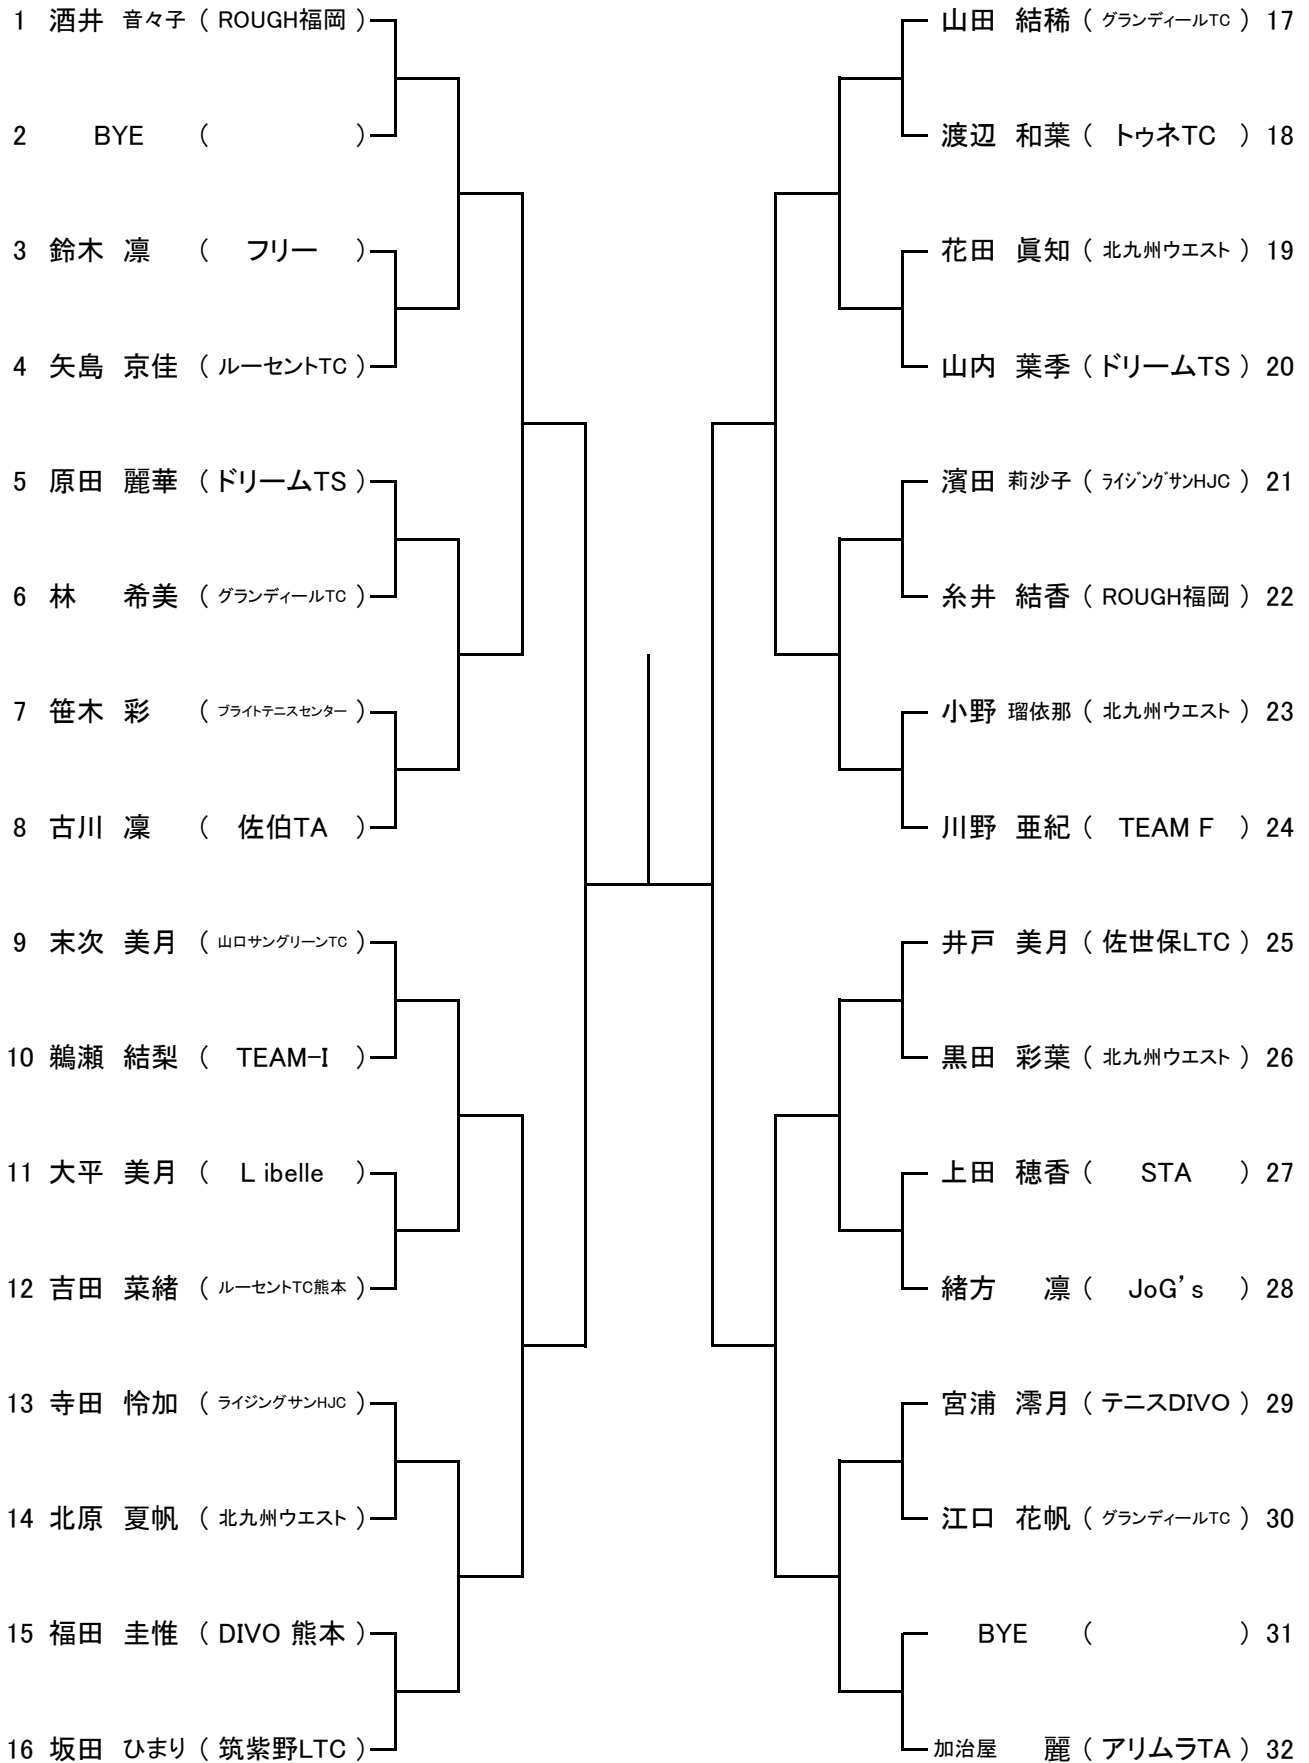 1 酒井 音々子 ( ROUGH福岡 )
2 BYE ( )
3 鈴木 凛 ( フリー )
4 矢島 京佳 ( ルーセントTC )
5 原田 麗華 ( ドリームTS )
6 林 希美 ( グランディールTC )
7 笹木 彩 ( ブライトテニスセンター )
8 古川 凜 ( 佐伯TA )
9 末次 美月 ( 山口サングリーンTC )
10 鵜瀬 結梨 ( TEAM-I )
11 大平 美月 ( L ibelle )
12 吉田 菜緒 ( ルーセントTC熊本 )
13 寺田 怜加 ( ライジングサンHJC )
14 北原 夏帆 ( 北九州ウエスト )
15 福田 圭惟 ( DIVO 熊本 )
16 坂田 ひまり ( 筑紫野LTC )
山田 結稀 ( グランディールTC ) 17
渡辺 和葉 ( トゥネTC ) 18
花田 眞知 ( 北九州ウエスト ) 19
山内 葉季 ( ドリームTS ) 20
濱田 莉沙子 ( ﾗｲｼﾞﾝｸﾞｻﾝHJC ) 21
糸井 結香 ( ROUGH福岡 ) 22
小野 瑠依那 ( 北九州ウエスト ) 23
川野 亜紀 ( TEAM F ) 24
井戸 美月 ( 佐世保LTC ) 25
黒田 彩葉 ( 北九州ウエスト ) 26
上田 穂香 ( STA ) 27
緒方 凛 ( JoG’s ) 28
宮浦 澪月 ( テニスDIVO ) 29
江口 花帆 ( グランディールTC ) 30
BYE ( ) 31
加治屋 麗 ( アリムラTA ) 32